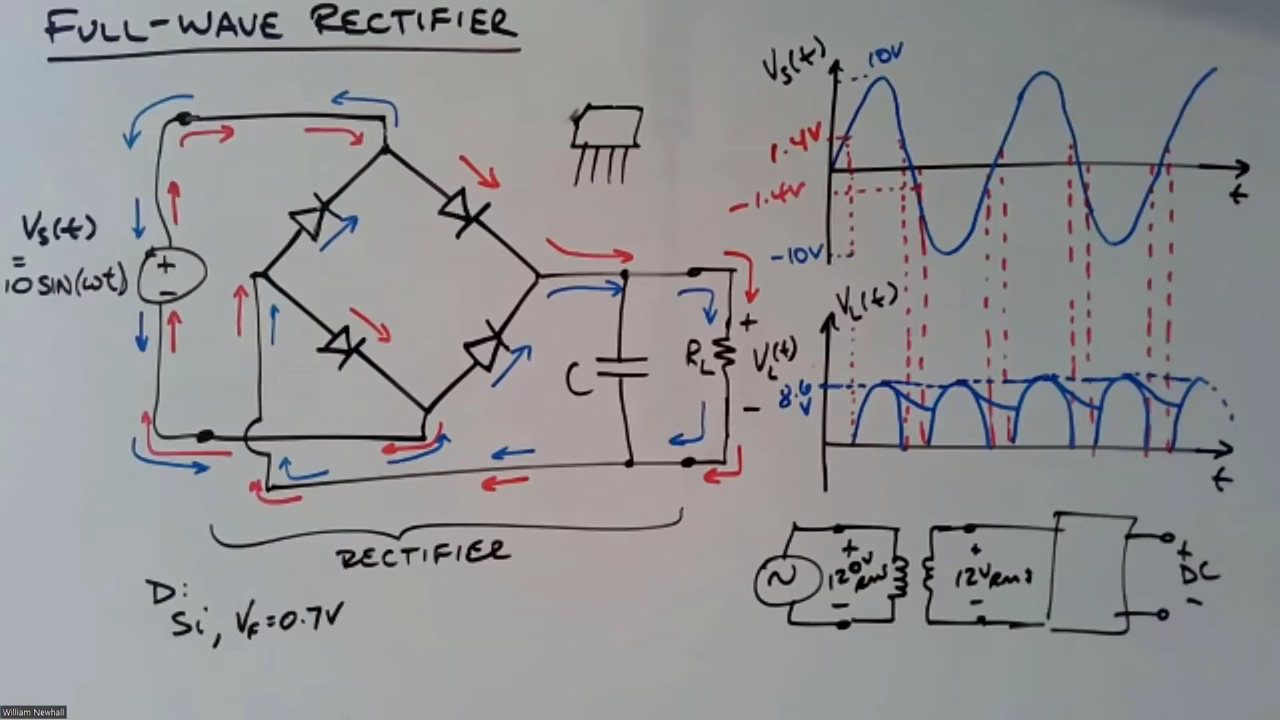 FULL-WAVE RECTIFIER
Vs(t)
=
10 SIN(ωt)
+
-
C
RL
+
VL(t)
-
RECTIFIER
D:
Si, VF=0.7V
Vs(t)
10V
1.4V
-1.4V
-10V
t
VL(t)
8.6
V
t
~
+
120V
RMS
-
+
12VRMS
-
+
DC
-
William Newhall